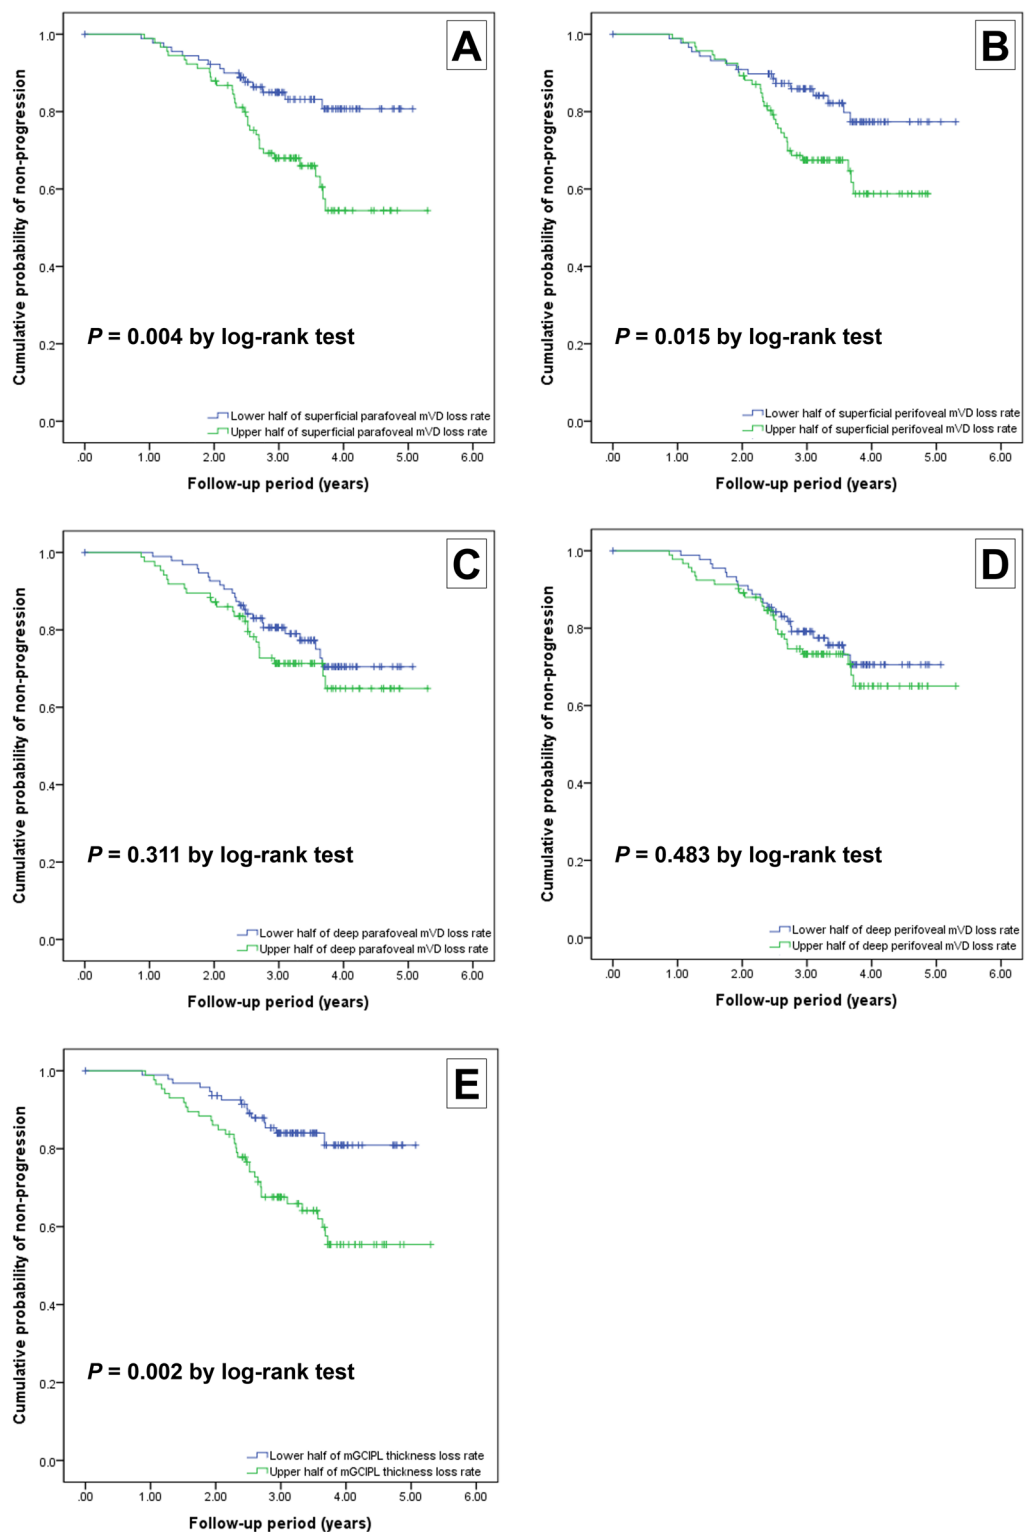 A
1.0
0.8
0.6
0.4
0.2
0.0
Cumulative probability of non-progression
P = 0.004 by log-rank test
Lower half of superficial parafoveal mVD loss rate
Upper half of superficial parafoveal mVD loss rate
.00 1.00 2.00 3.00 4.00 5.00 6.00
Follow-up period (years)
B
1.0
0.8
0.6
0.4
0.2
0.0
Cumulative probability of non-progression
P = 0.015 by log-rank test
Lower half of superficial perifoveal mVD loss rate
Upper half of superficial perifoveal mVD loss rate
.00 1.00 2.00 3.00 4.00 5.00 6.00
Follow-up period (years)
C
1.0
0.8
0.6
0.4
0.2
0.0
Cumulative probability of non-progression
P = 0.311 by log-rank test
Lower half of deep parafoveal mVD loss rate
Upper half of deep parafoveal mVD loss rate
.00 1.00 2.00 3.00 4.00 5.00 6.00
Follow-up period (years)
D
1.0
0.8
0.6
0.4
0.2
0.0
Cumulative probability of non-progression
P = 0.483 by log-rank test
Lower half of deep perifoveal mVD loss rate
Upper half of deep perifoveal mVD loss rate
.00 1.00 2.00 3.00 4.00 5.00 6.00
Follow-up period (years)
E
1.0
0.8
0.6
0.4
0.2
0.0
Cumulative probability of non-progression
P = 0.002 by log-rank test
Lower half of mGCIPL thickness loss rate
Upper half of mGCIPL thickness loss rate
.00 1.00 2.00 3.00 4.00 5.00 6.00
Follow-up period (years)